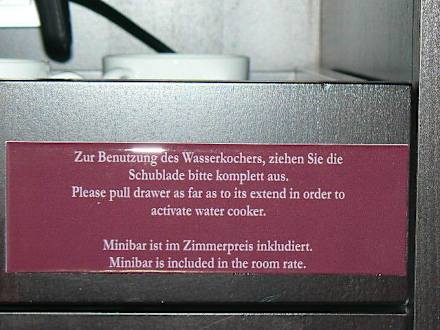 Zur Benutzung des Wasserkochers, ziehen Sie die
Schublade bitte komplett aus.
Please pull drawer as far as to its extend in order to
activate water cooker.
Minibar ist im Zimmerpreis inkludiert.
Minibar is included in the room rate.